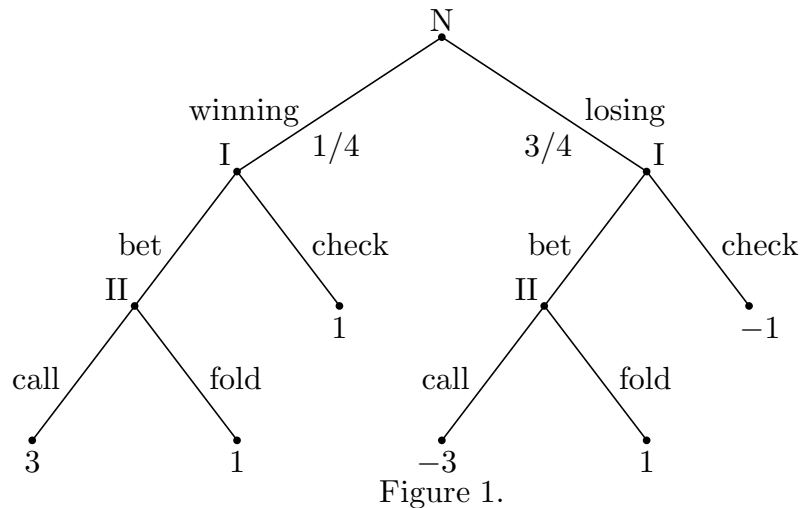 N
winning
losing
1/4
3/4
I
I
bet
check
bet
check
II
II
1
−1
call
fold
call
fold
3
1
−3
1
Figure 1.